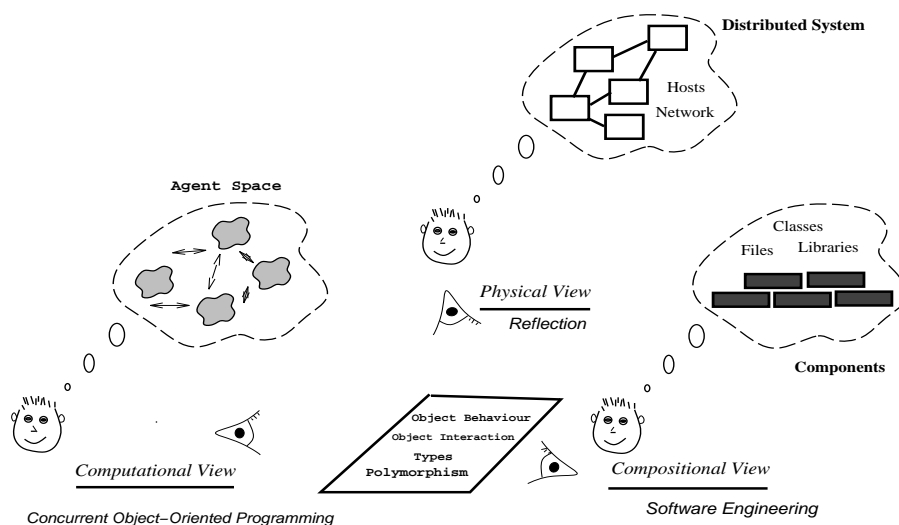 Distributed System
Hosts
Network
Agent Space
Classes
Files Libraries
Physical View
Reflection
Components
Object Behaviour
Object Interaction
Types
Polymorphism
Computational View
Compositional View
Concurrent Object-Oriented Programming
Software Engineering